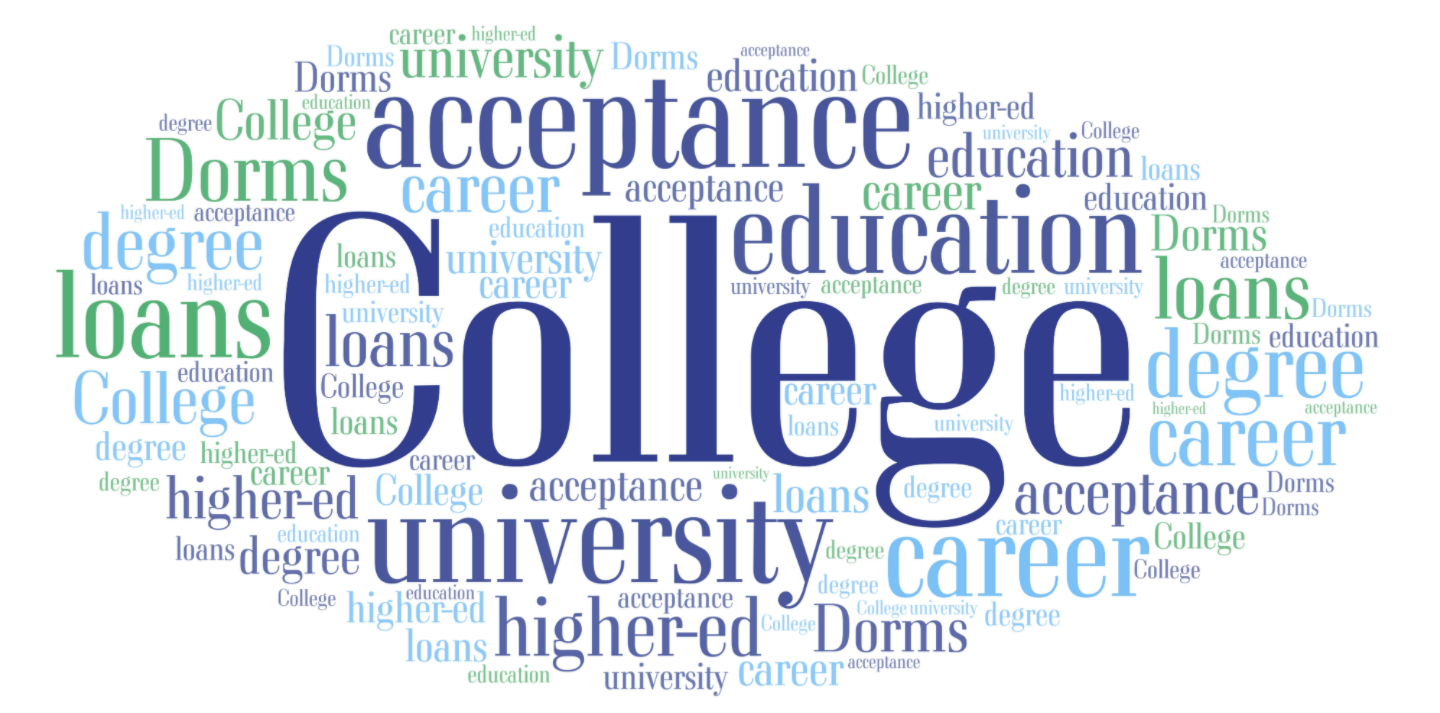 career higher-ed
Dorms university Dorms acceptance
Dorms education College
degree College education acceptance higher-ed
university College
Dorms career acceptance education loans
career education
higher-ed acceptance education education Dorms
degree university Dorms
loans acceptance
loans higher-ed higher-ed career university acceptance degree university loans
loans university Dorms
College loans Dorms education
education College degree
College career higher-ed higher-ed acceptance
loans loans university career
degree higher-ed career
degree career university
higher-ed College acceptance loans degree acceptance Dorms
Dorms
education university career
loans degree degree career College
College
College higher-ed education acceptance degree
higher-ed College Dorms College university degree
loans
education university career acceptance